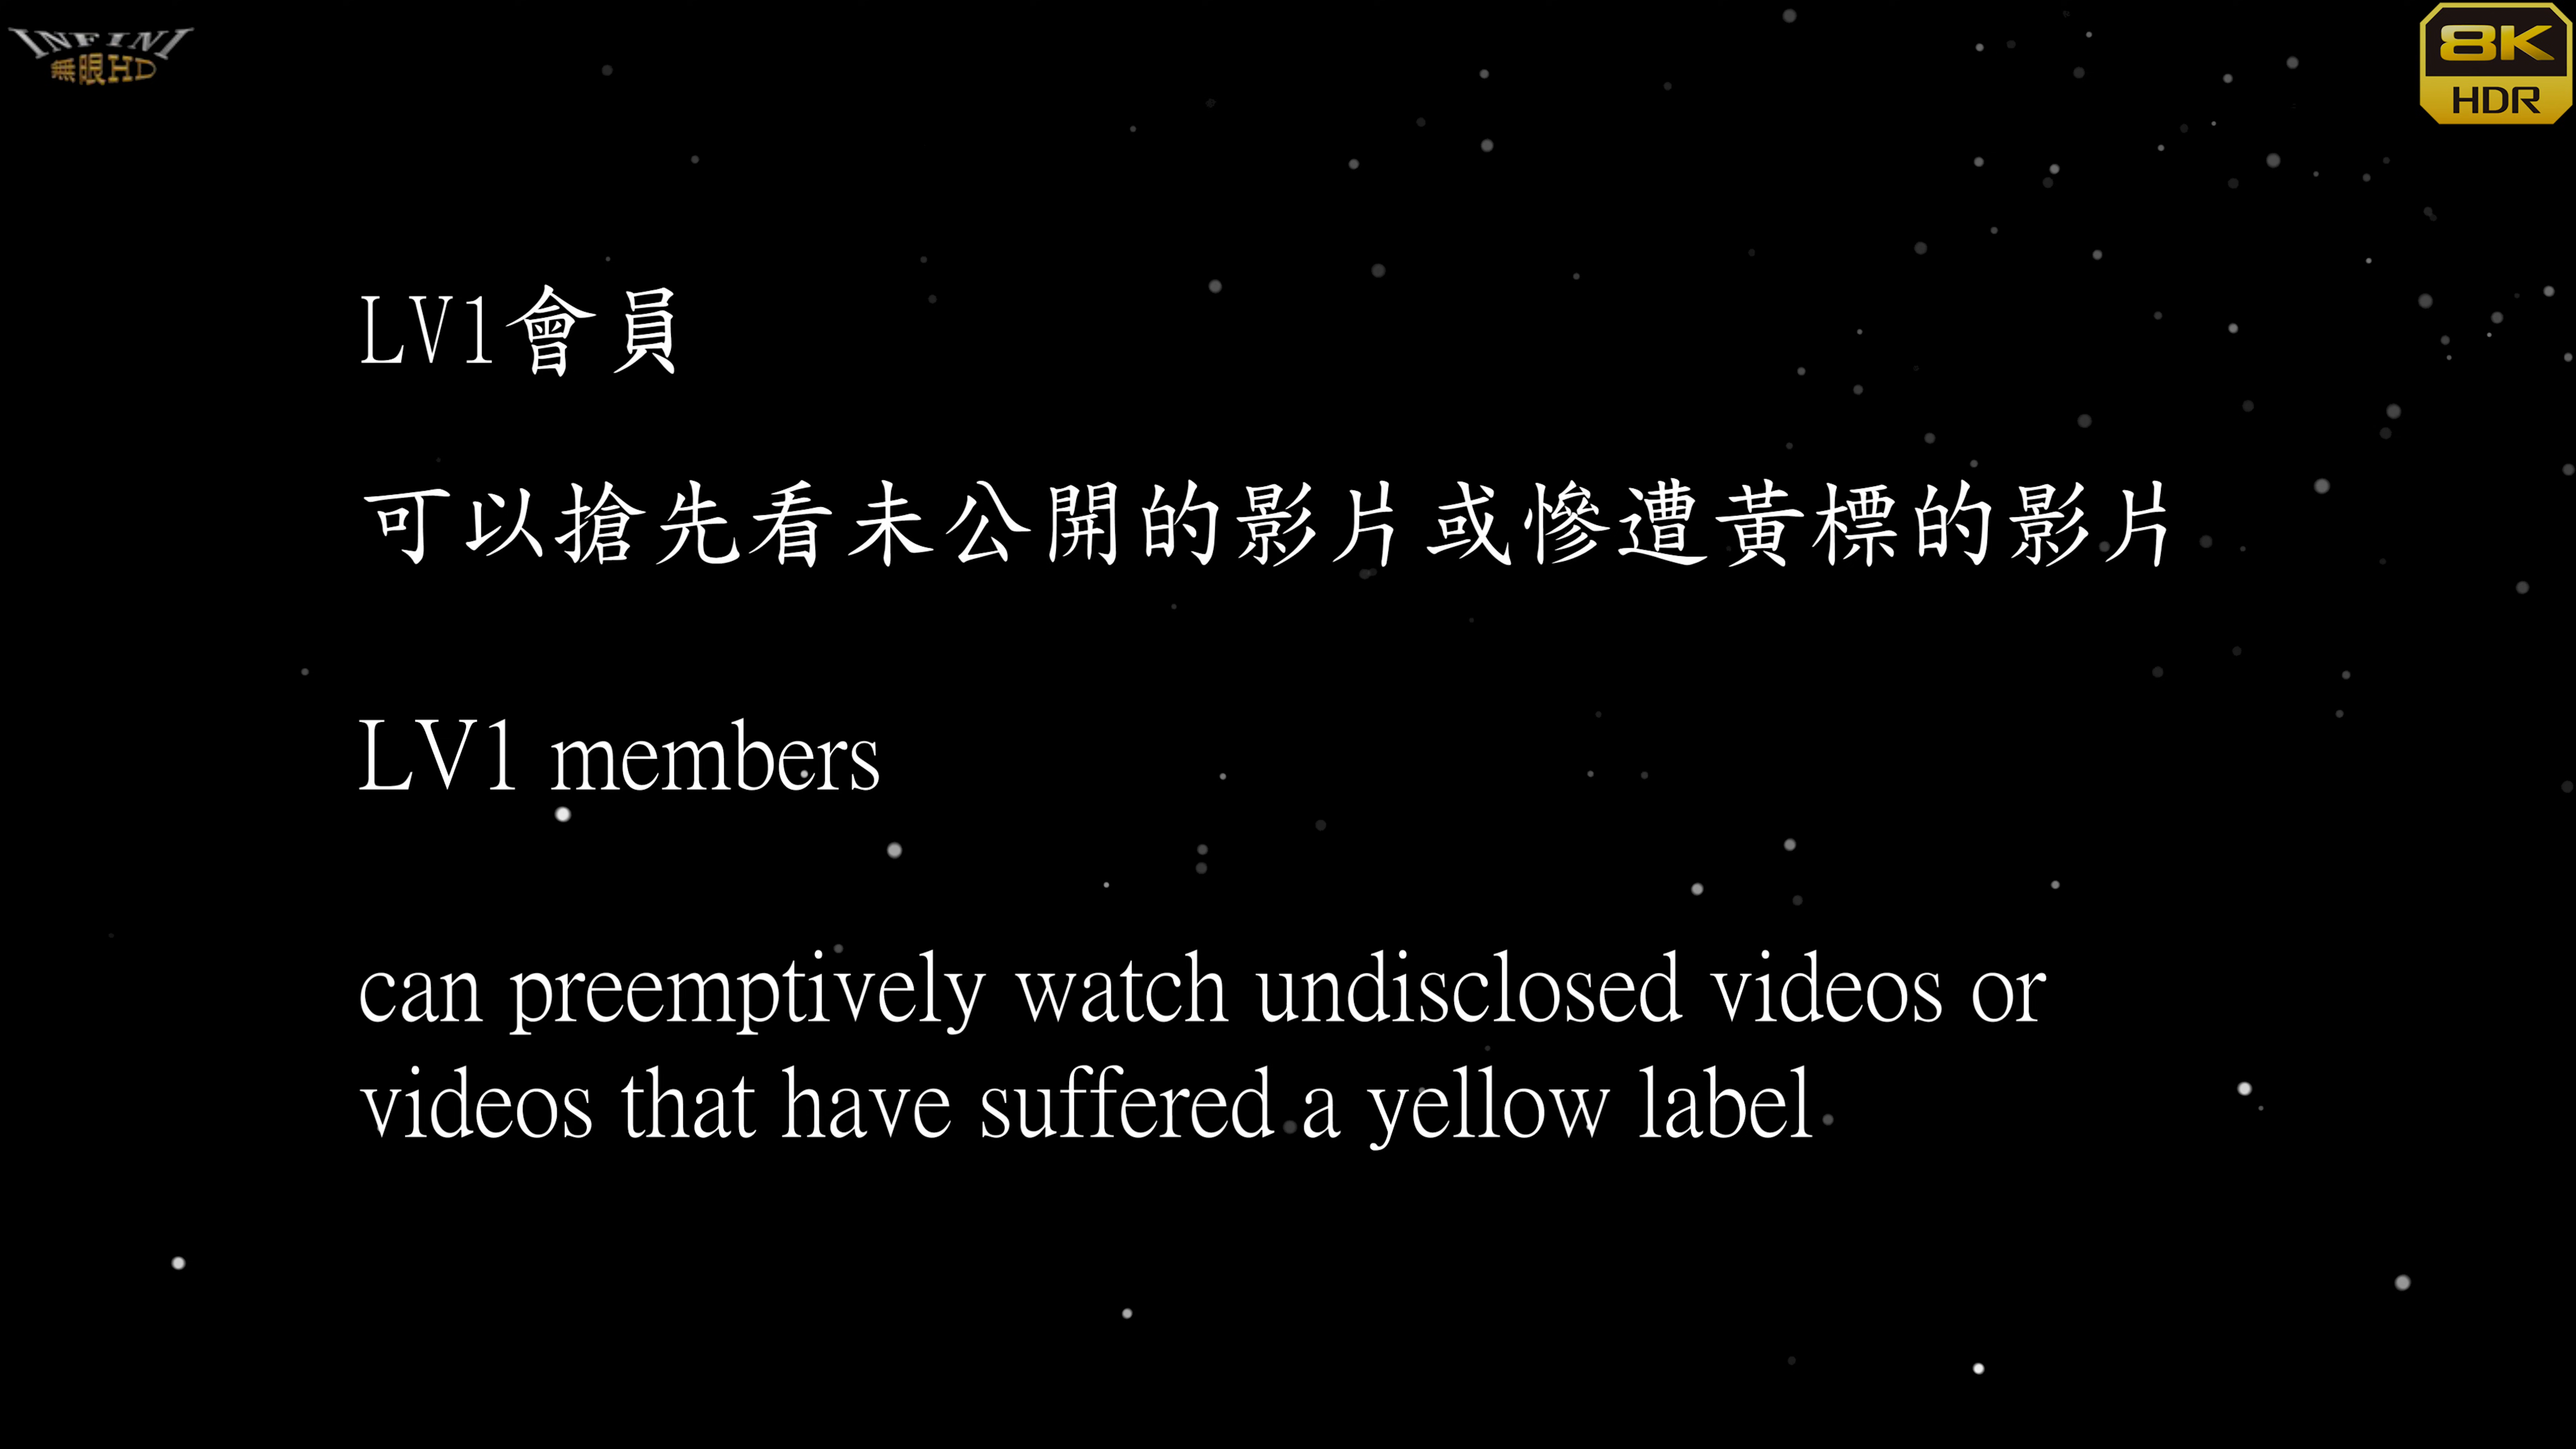 INFINI
無限HD
8K
HDR
LV1會員
可以搶先看未公開的影片或慘遭黃標的影片
LV1 members
can preemptively watch undisclosed videos or
videos that have suffered a yellow label